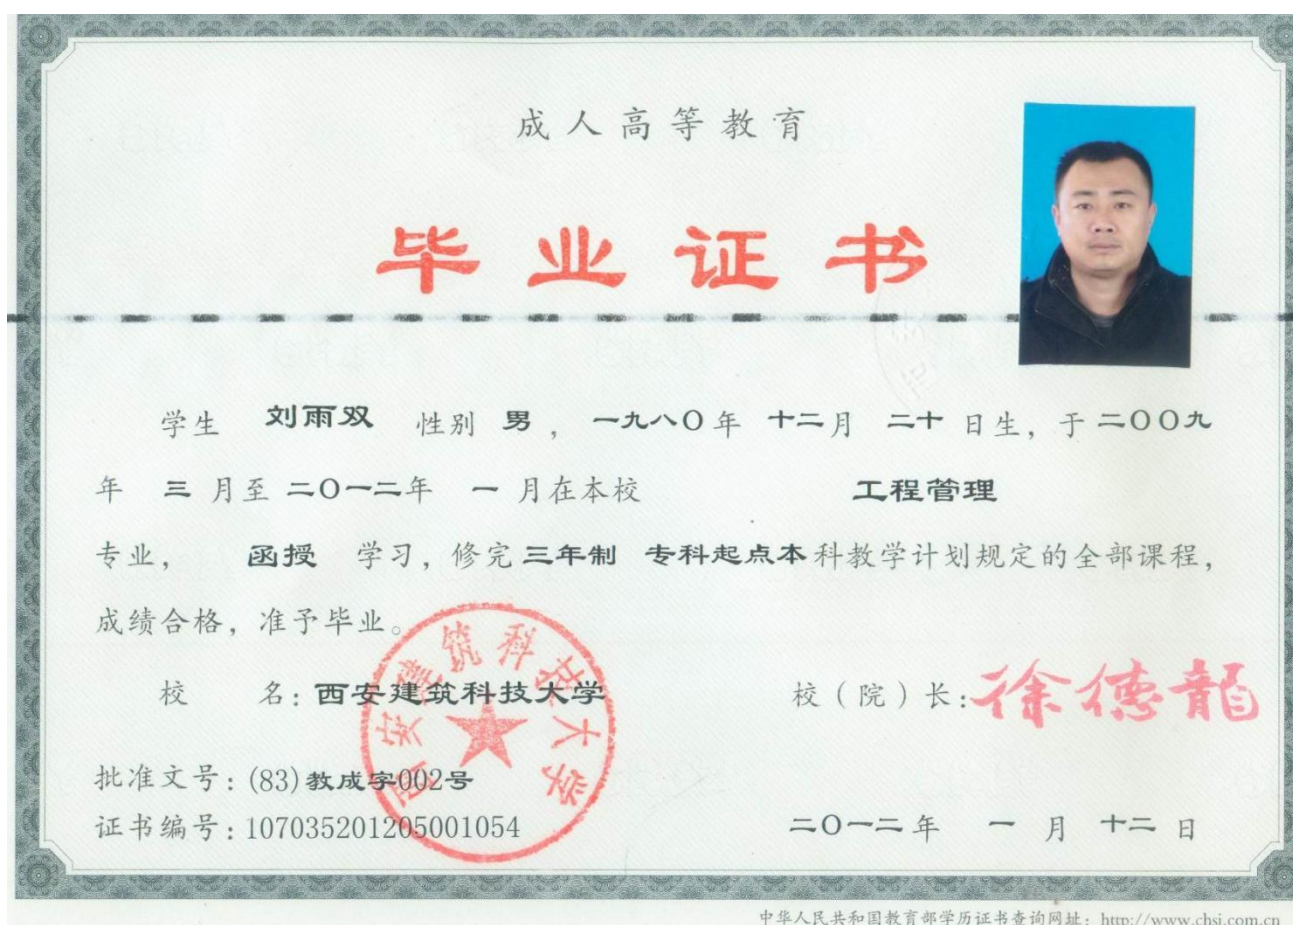 成人高等教育
毕业证书
学生 刘雨双 性别 男 ，一九八〇年 十二月 二十 日生，于二〇〇九
年 三 月至 二〇一二年 一 月在本校 工程管理
专业， 函授 学习，修完 三年制 专科起点本科教学计划规定的全部课程，
成绩合格，准予毕业。
西安建筑科技大学
校 名：西安建筑科技大学 校（院）长：徐德龍
批准文号：(83)教成字002号
证书编号：107035201205001054 二〇一二年 一 月 十二 日
中华人民共和国教育部学历证书查询网址：http://www.chsi.com.cn